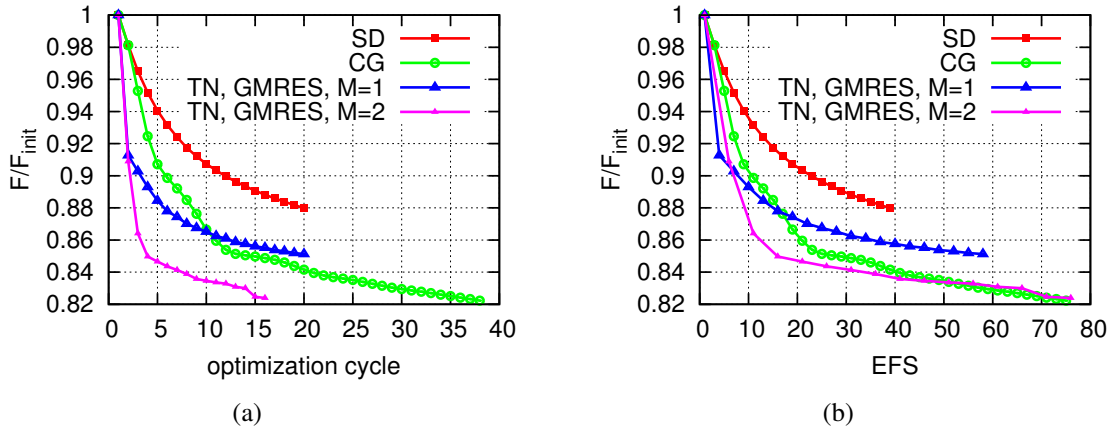 1
0.98
0.96
0.94
0.92
0.9
0.88
0.86
0.84
0.82
F/F_init
0 5 10 15 20 25 30 35 40
optimization cycle
SD
CG
TN, GMRES, M=1
TN, GMRES, M=2
(a)
1
0.98
0.96
0.94
0.92
0.9
0.88
0.86
0.84
0.82
F/F_init
0 10 20 30 40 50 60 70 80
EFS
SD
CG
TN, GMRES, M=1
TN, GMRES, M=2
(b)